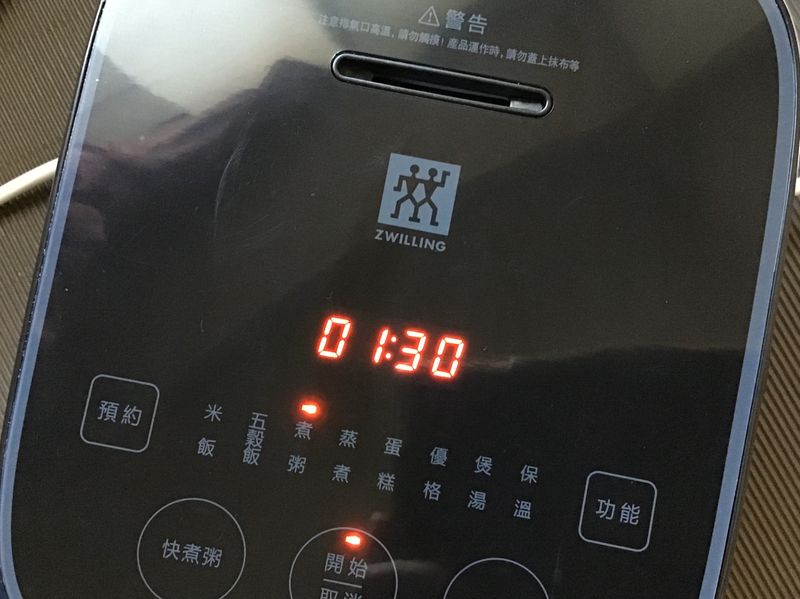 警告
注意排氣口高溫，請勿觸摸！產品運作時，請勿蓋上抹布等
ZWILLING
01:30
預約
米飯
五穀飯
煮粥
蒸煮
蛋糕
優格
煲湯
保溫
功能
快煮粥
開始
取消